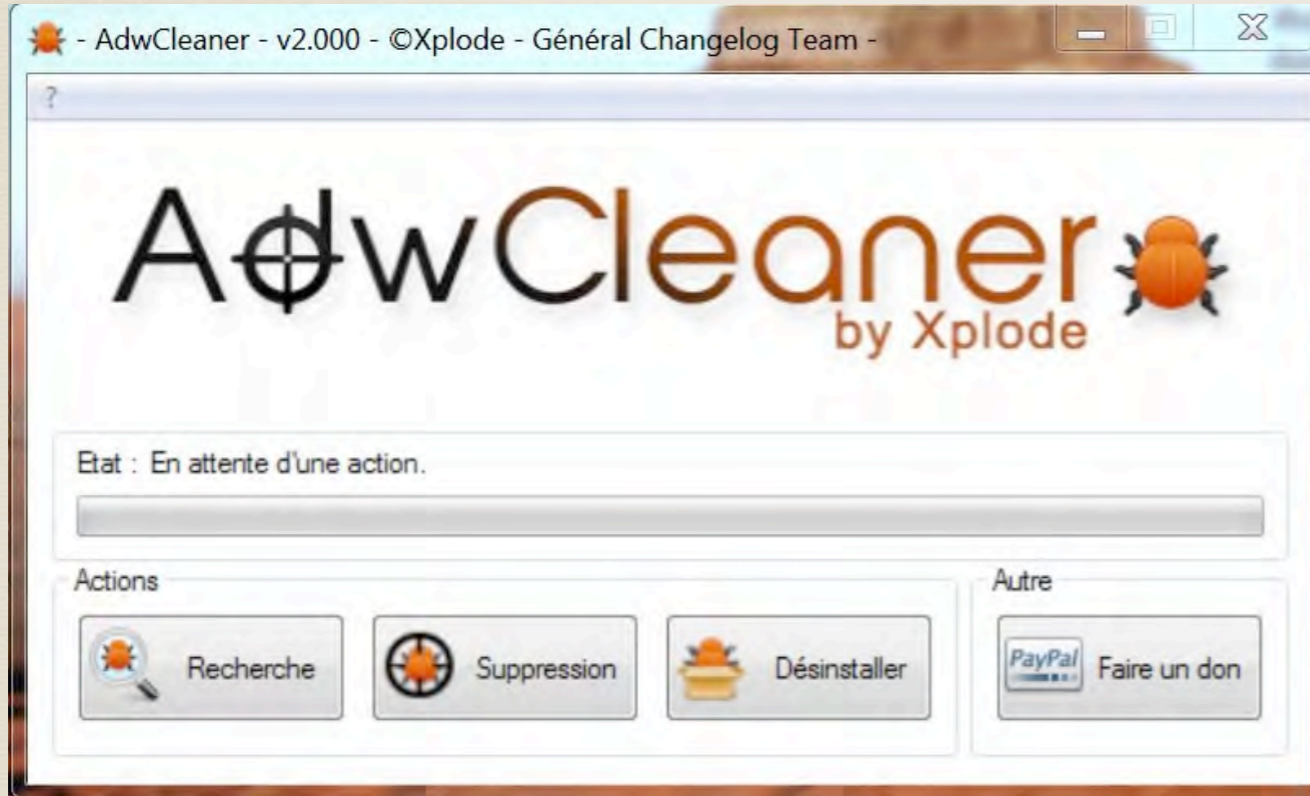 - AdwCleaner - v2.000 - ©Xplode - Général Changelog Team -
?
AdwCleaner
by Xplode
Etat : En attente d'une action.
Actions
Autre
Recherche
Suppression
Désinstaller
PayPal
Faire un don